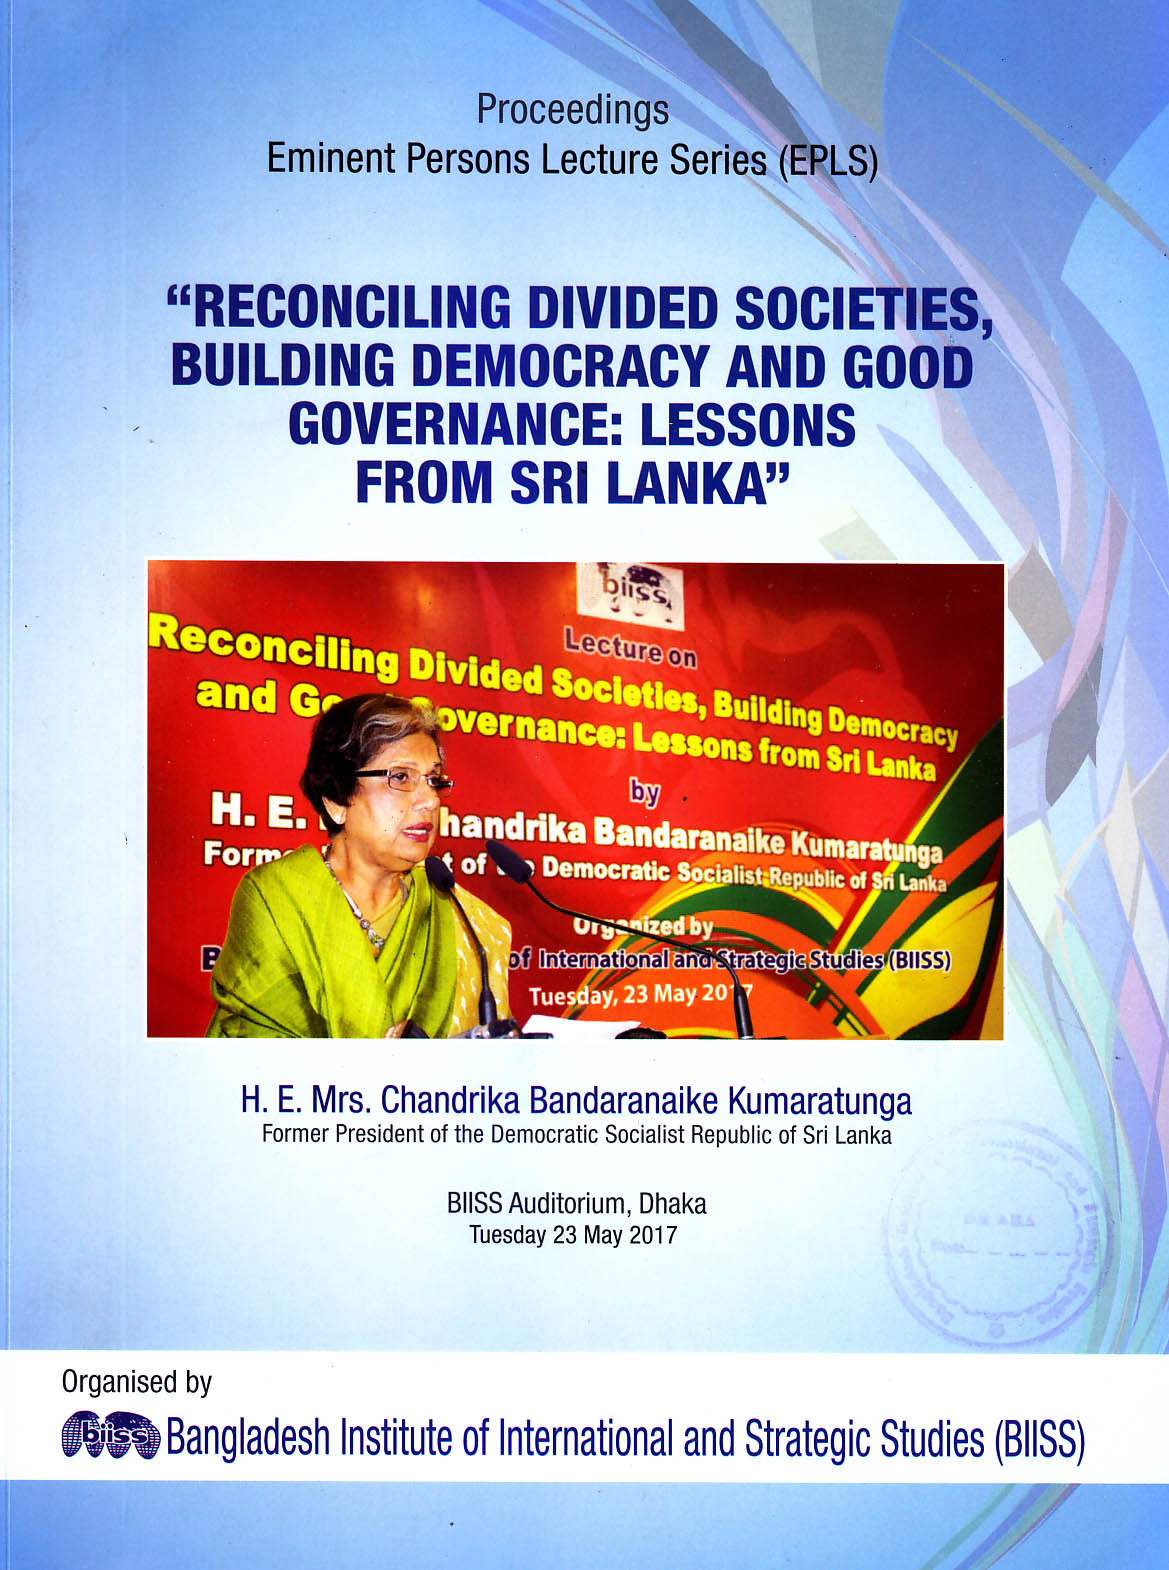 Proceedings
Eminent Persons Lecture Series (EPLS)
“RECONCILING DIVIDED SOCIETIES,
BUILDING DEMOCRACY AND GOOD
GOVERNANCE: LESSONS
FROM SRI LANKA”
biiss
Lecture on
Reconciling Divided Societies, Building Democracy
and Governance: Lessons from Sri Lanka
by
H. E. Chandrika Bandaranaike Kumaratunga
of Democratic Socialist Republic of Sri Lanka
Organized by
of International and Strategic Studies (BIISS)
Tuesday, 23 May 2017
H. E. Mrs. Chandrika Bandaranaike Kumaratunga
Former President of the Democratic Socialist Republic of Sri Lanka
BIISS Auditorium, Dhaka
Tuesday 23 May 2017
DHAKA
Organised by
biiss Bangladesh Institute of International and Strategic Studies (BIISS)